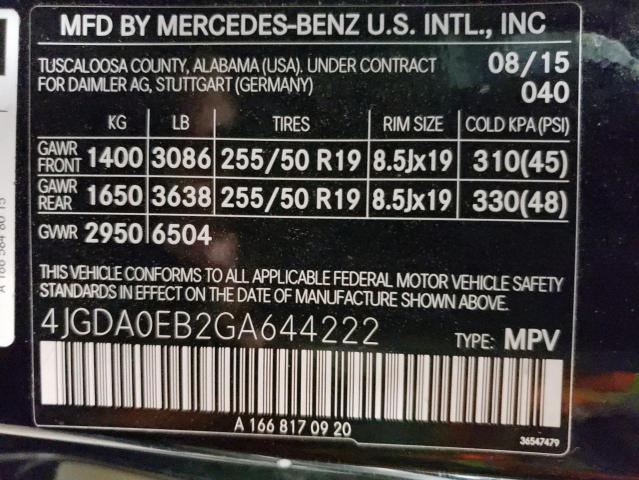 MFD BY MERCEDES-BENZ U.S. INTL., INC
TUSCALOOSA COUNTY, ALABAMA (USA). UNDER CONTRACT 08/15
FOR DAIMLER AG, STUTTGART (GERMANY) 040
KG LB TIRES RIM SIZE COLD KPA(PSI)
GAWR FRONT 1400 3086 255/50 R19 8.5Jx19 310(45)
GAWR REAR 1650 3638 255/50 R19 8.5Jx19 330(48)
GVWR 2950 6504
THIS VEHICLE CONFORMS TO ALL APPLICABLE FEDERAL MOTOR VEHICLE SAFETY
STANDARDS IN EFFECT ON THE DATE OF MANUFACTURE SHOWN ABOVE.
4JGDA0EB2GA644222 TYPE: MPV
A 166 817 09 20
36547479
A 166 584 80 15